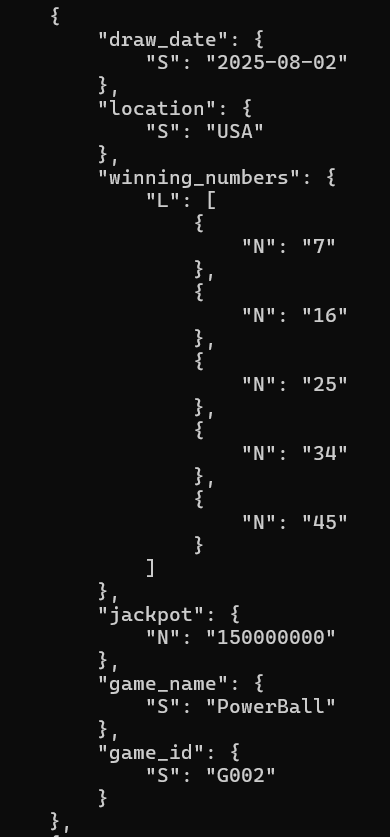 {
"draw_date": {
"S": "2025-08-02"
},
"location": {
"S": "USA"
},
"winning_numbers": {
"L": [
{
"N": "7"
},
{
"N": "16"
},
{
"N": "25"
},
{
"N": "34"
},
{
"N": "45"
}
]
},
"jackpot": {
"N": "150000000"
},
"game_name": {
"S": "PowerBall"
},
"game_id": {
"S": "G002"
}
},